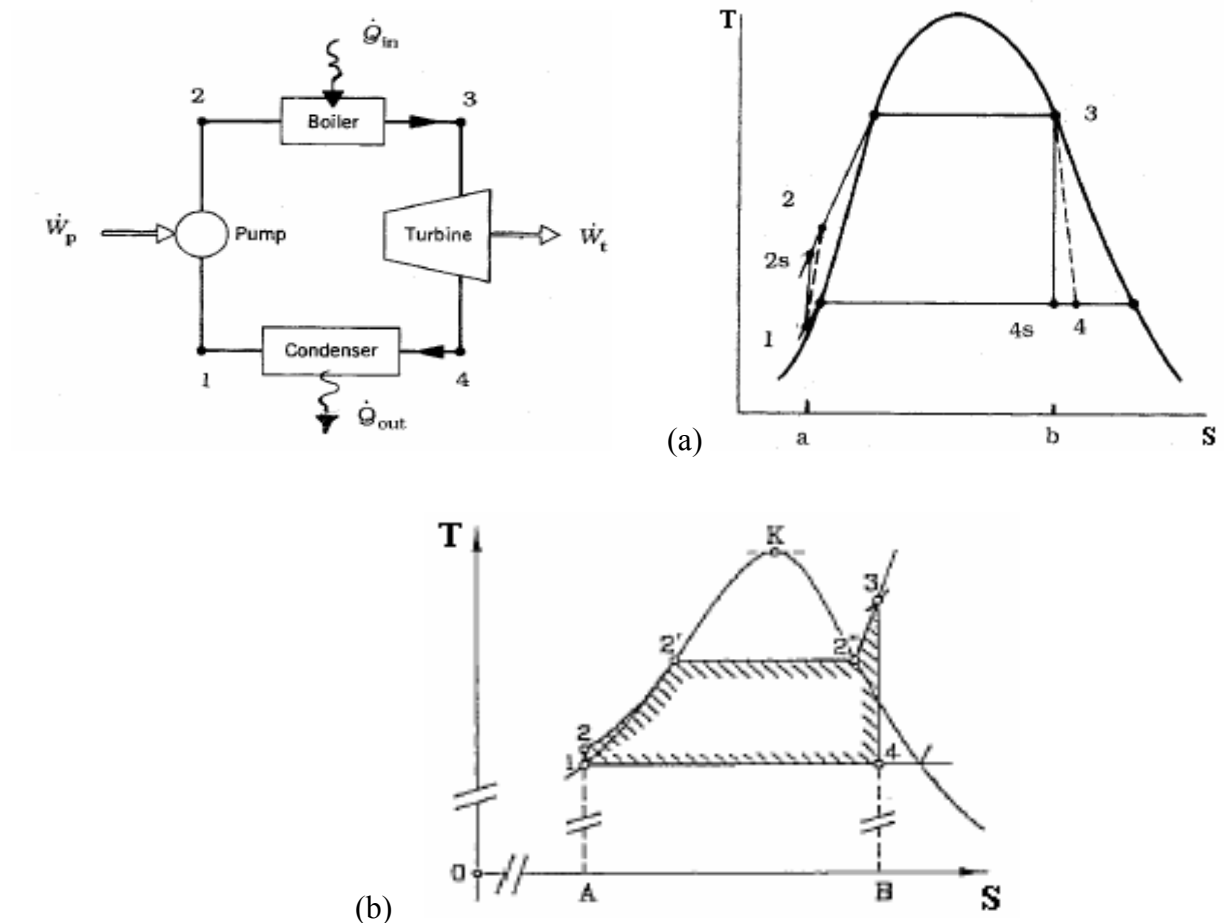 Q̇in
2
3
Boiler
Ẇp
Pump
Turbine
Ẇt
Condenser
1
4
Q̇out
(a)
T
3
2
2s
1
4s
4
a
b
S
T
K
3
2'
2"
2
1
4
0
A
B
S
(b)